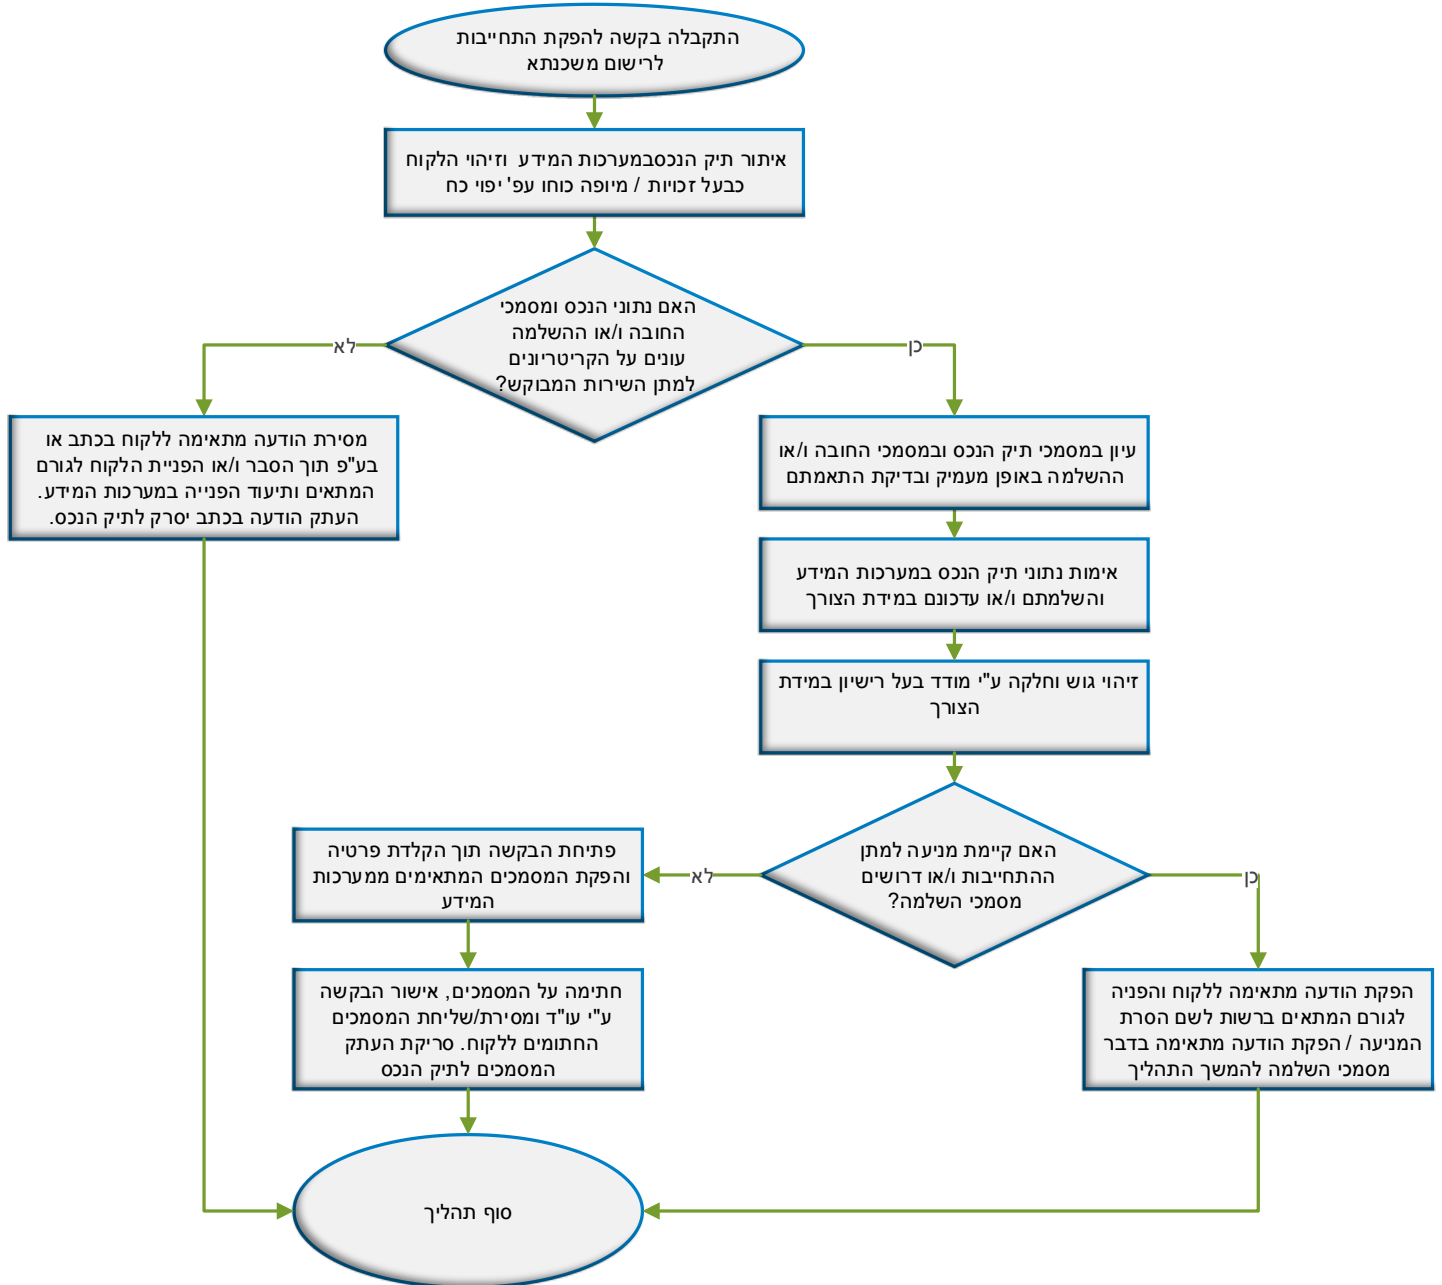 התקבלה בקשה להפקת התחייבות
לרישום משכנתא
איתור תיק הנכסבמערכות המידע וזיהוי הלקוח
כבעל זכויות / מיופה כוחו עפ' יפוי כח
האם נתוני הנכס ומסמכי
החובה ו/או ההשלמה
עונים על הקריטריונים
למתן השירות המבוקש?
כן
לא
עיון במסמכי תיק הנכס ובמסמכי החובה ו/או
ההשלמה באופן מעמיק ובדיקת התאמתם
מסירת הודעה מתאימה ללקוח בכתב או
בע"פ תוך הסבר ו/או הפניית הלקוח לגורם
המתאים ותיעוד הפנייה במערכות המידע.
העתק הודעה בכתב יסרק לתיק הנכס.
אימות נתוני תיק הנכס במערכות המידע
והשלמתם ו/או עדכונם במידת הצורך
זיהוי גוש וחלקה ע"י מודד בעל רישיון במידת
הצורך
האם קיימת מניעה למתן
ההתחייבות ו/או דרושים
מסמכי השלמה?
כן
לא
פתיחת הבקשה תוך הקלדת פרטיה
והפקת המסמכים המתאימים ממערכות
המידע
הפקת הודעה מתאימה ללקוח והפניה
לגורם המתאים ברשות לשם הסרת
המניעה / הפקת הודעה מתאימה בדבר
מסמכי השלמה להמשך התהליך
חתימה על המסמכים, אישור הבקשה
ע"י עו"ד ומסירת/שליחת המסמכים
החתומים ללקוח. סריקת העתק
המסמכים לתיק הנכס
סוף תהליך